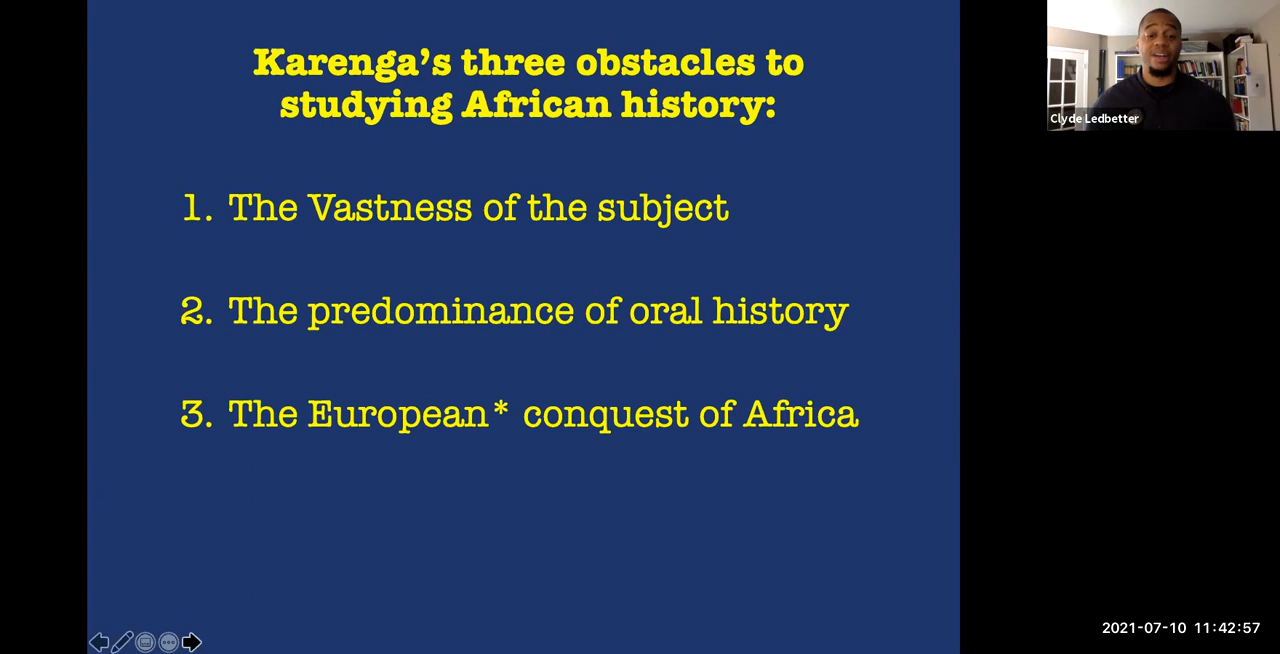 Karenga's three obstacles to
studying African history:
1. The Vastness of the subject
2. The predominance of oral history
3. The European* conquest of Africa
Clyde Ledbetter
2021-07-10 11:42:57